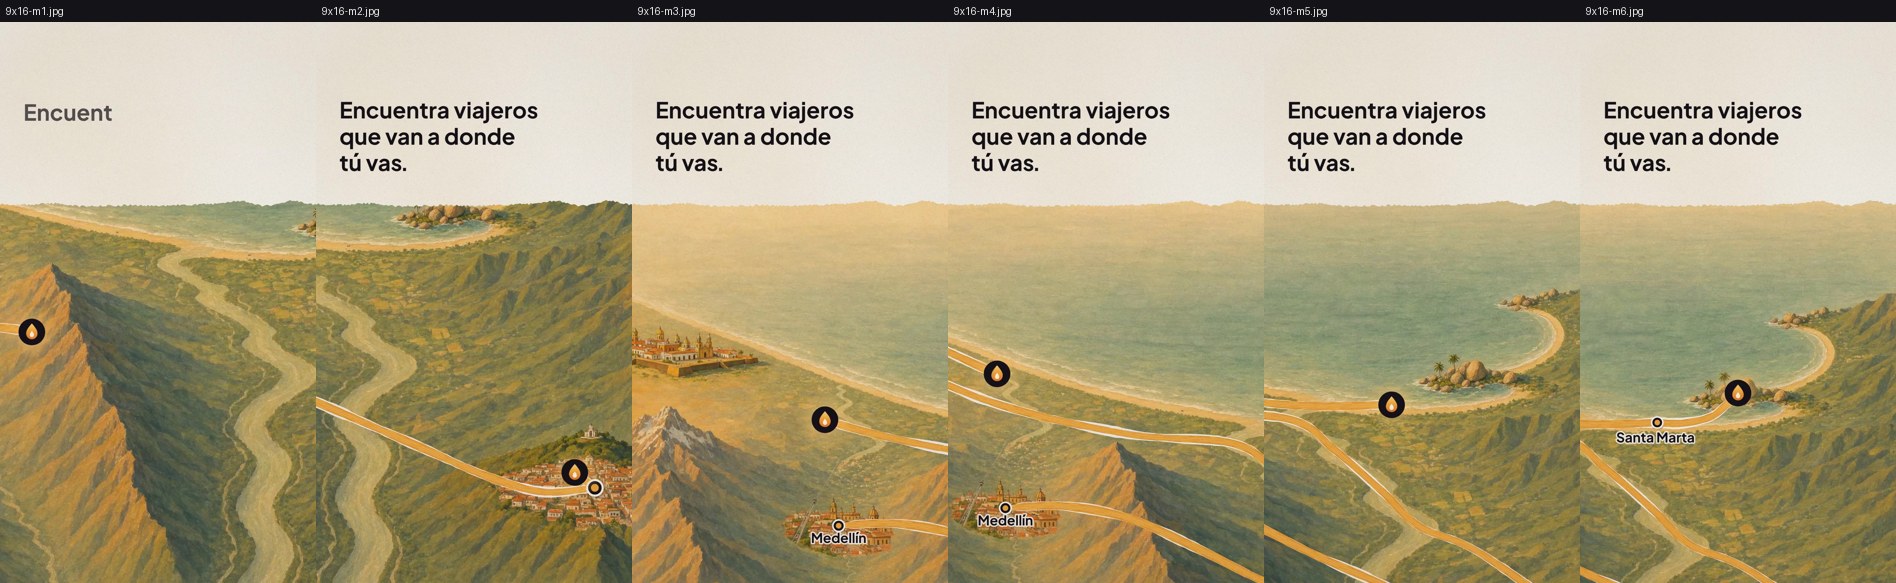 9x16-m1.jpg
Encuent
9x16-m2.jpg
Encuentra viajeros
que van a donde
tú vas.
9x16-m3.jpg
Encuentra viajeros
que van a donde
tú vas.
Medellín
9x16-m4.jpg
Encuentra viajeros
que van a donde
tú vas.
Medellín
9x16-m5.jpg
Encuentra viajeros
que van a donde
tú vas.
9x16-m6.jpg
Encuentra viajeros
que van a donde
tú vas.
Santa Marta